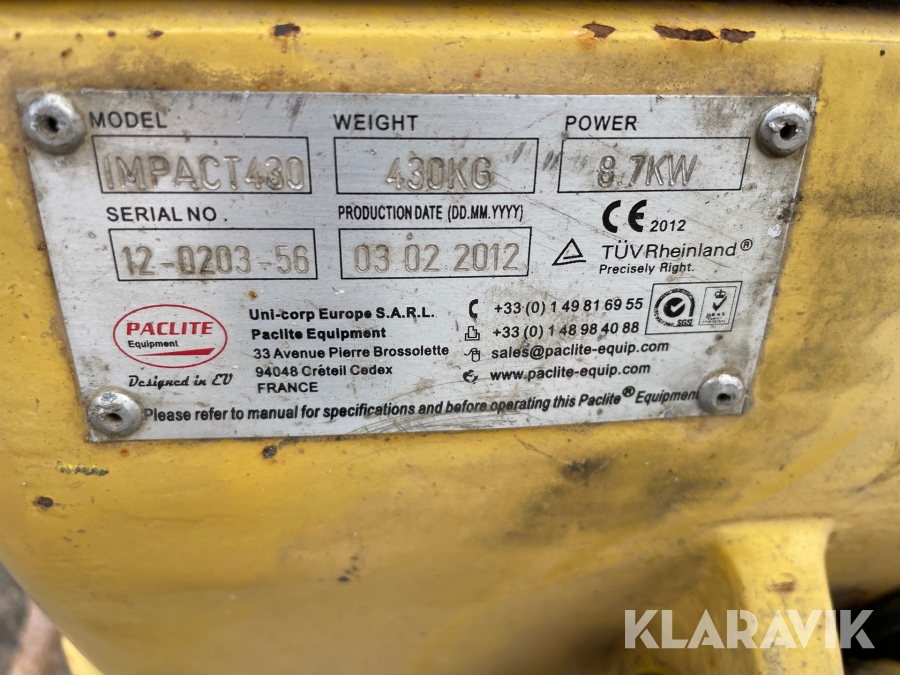 MODEL WEIGHT POWER
IMPACT430 430KG 8.7KW
SERIAL NO. PRODUCTION DATE (DD.MM.YYYY) CE 2012
12-0203-56 03 02 2012 TÜVRheinland®
Precisely Right.
PACLITE
Equipment
Designed in EU
Uni-corp Europe S.A.R.L.
Paclite Equipment
33 Avenue Pierre Brossolette
94048 Créteil Cedex
FRANCE
+33 (0) 1 49 81 69 55
+33 (0) 1 48 98 40 88
sales@paclite-equip.com
www.paclite-equip.com
SGS
Please refer to manual for specifications and before operating this Paclite® Equipment
KLARAVIK